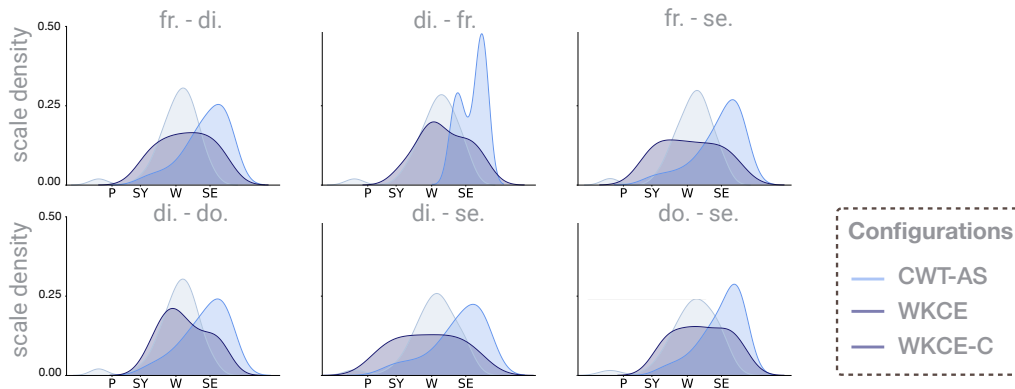 fr. - di.
di. - fr.
fr. - se.
0.50
0.25
0.00
scale density
P SY W SE
P SY W SE
P SY W SE
di. - do.
di. - se.
do. - se.
0.50
0.25
0.00
scale density
P SY W SE
P SY W SE
P SY W SE
Configurations
CWT-AS
WKCE
WKCE-C